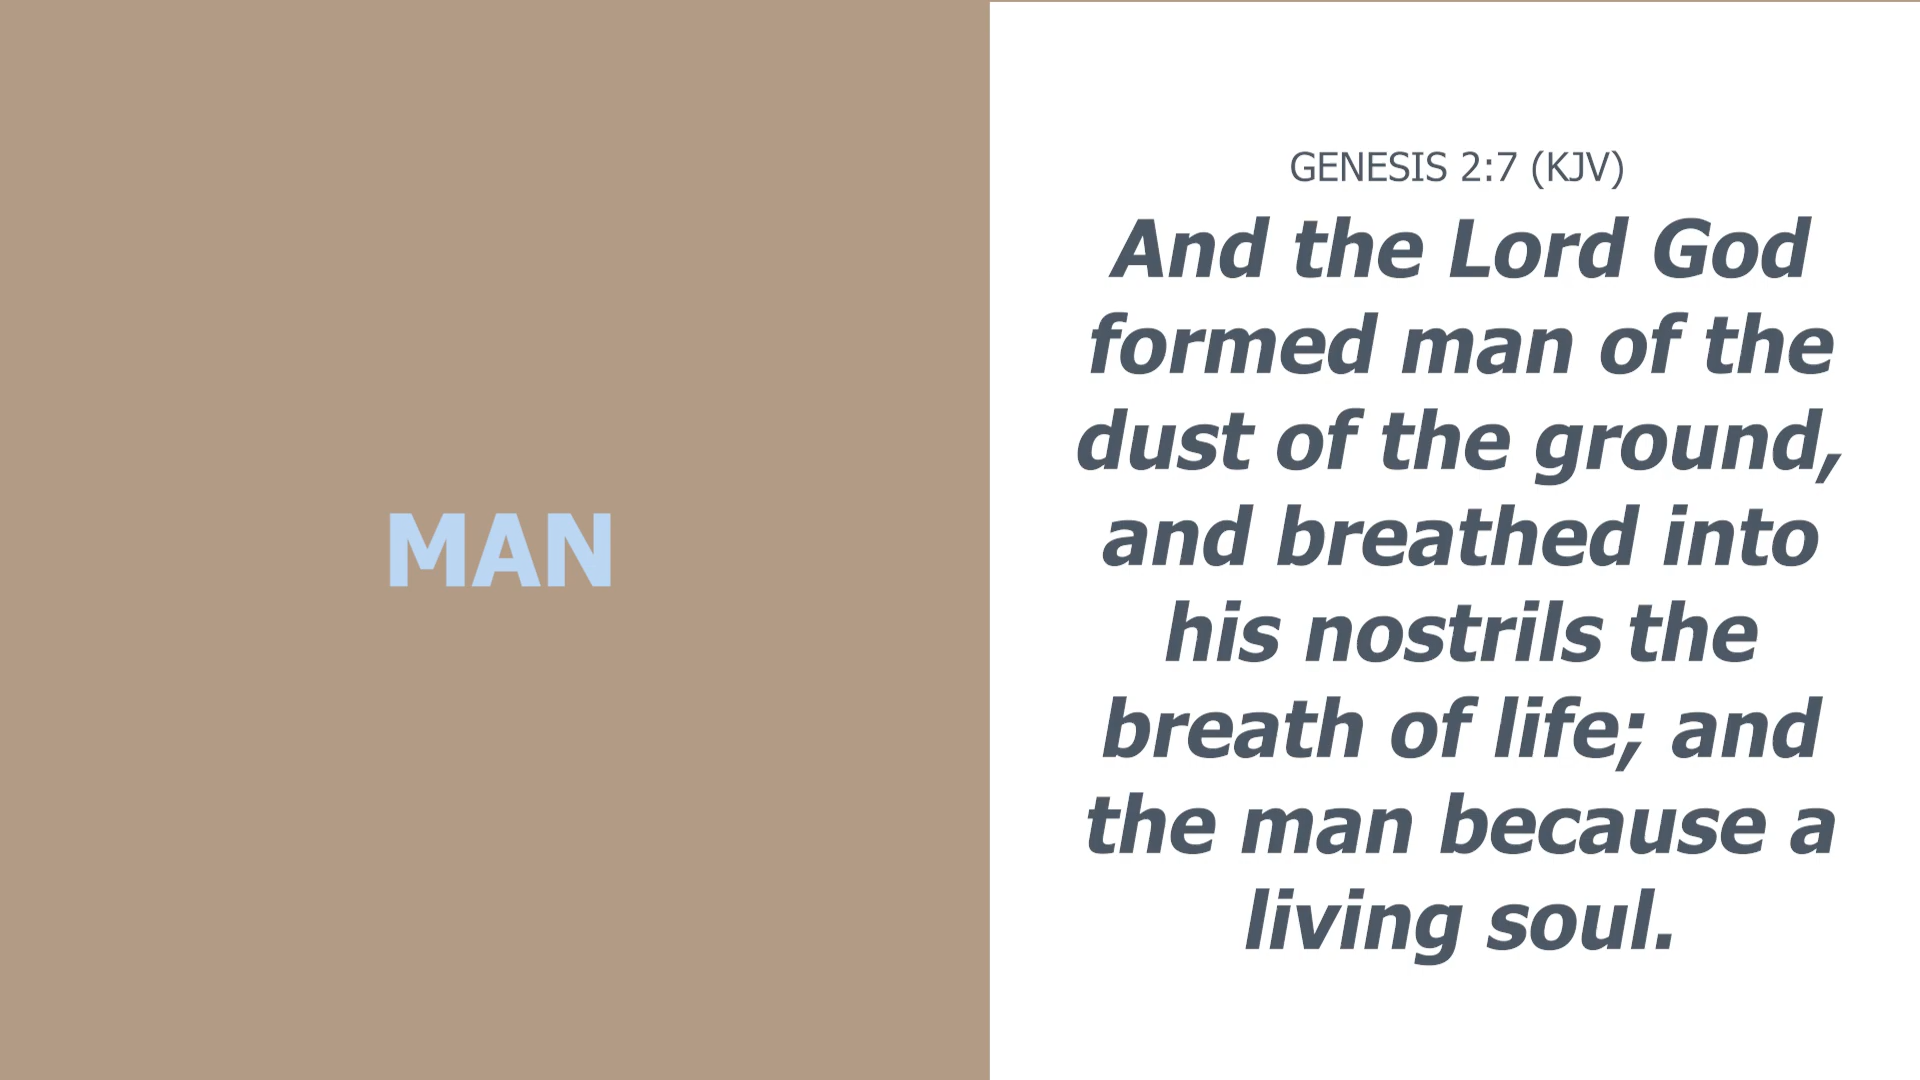 MAN
GENESIS 2:7 (KJV)
And the Lord God
formed man of the
dust of the ground,
and breathed into
his nostrils the
breath of life; and
the man because a
living soul.